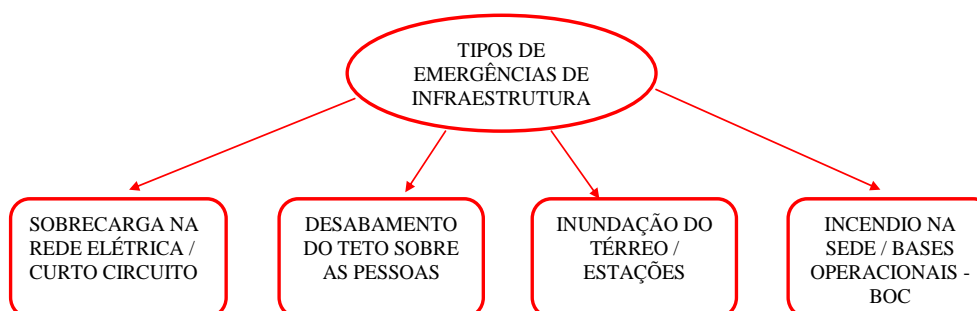 TIPOS DE
EMERGÊNCIAS DE
INFRAESTRUTURA
SOBRECARGA NA
REDE ELÉTRICA /
CURTO CIRCUITO
DESABAMENTO
DO TETO SOBRE
AS PESSOAS
INUNDAÇÃO DO
TÉRREO /
ESTAÇÕES
INCENDIO NA
SEDE / BASES
OPERACIONAIS -
BOC